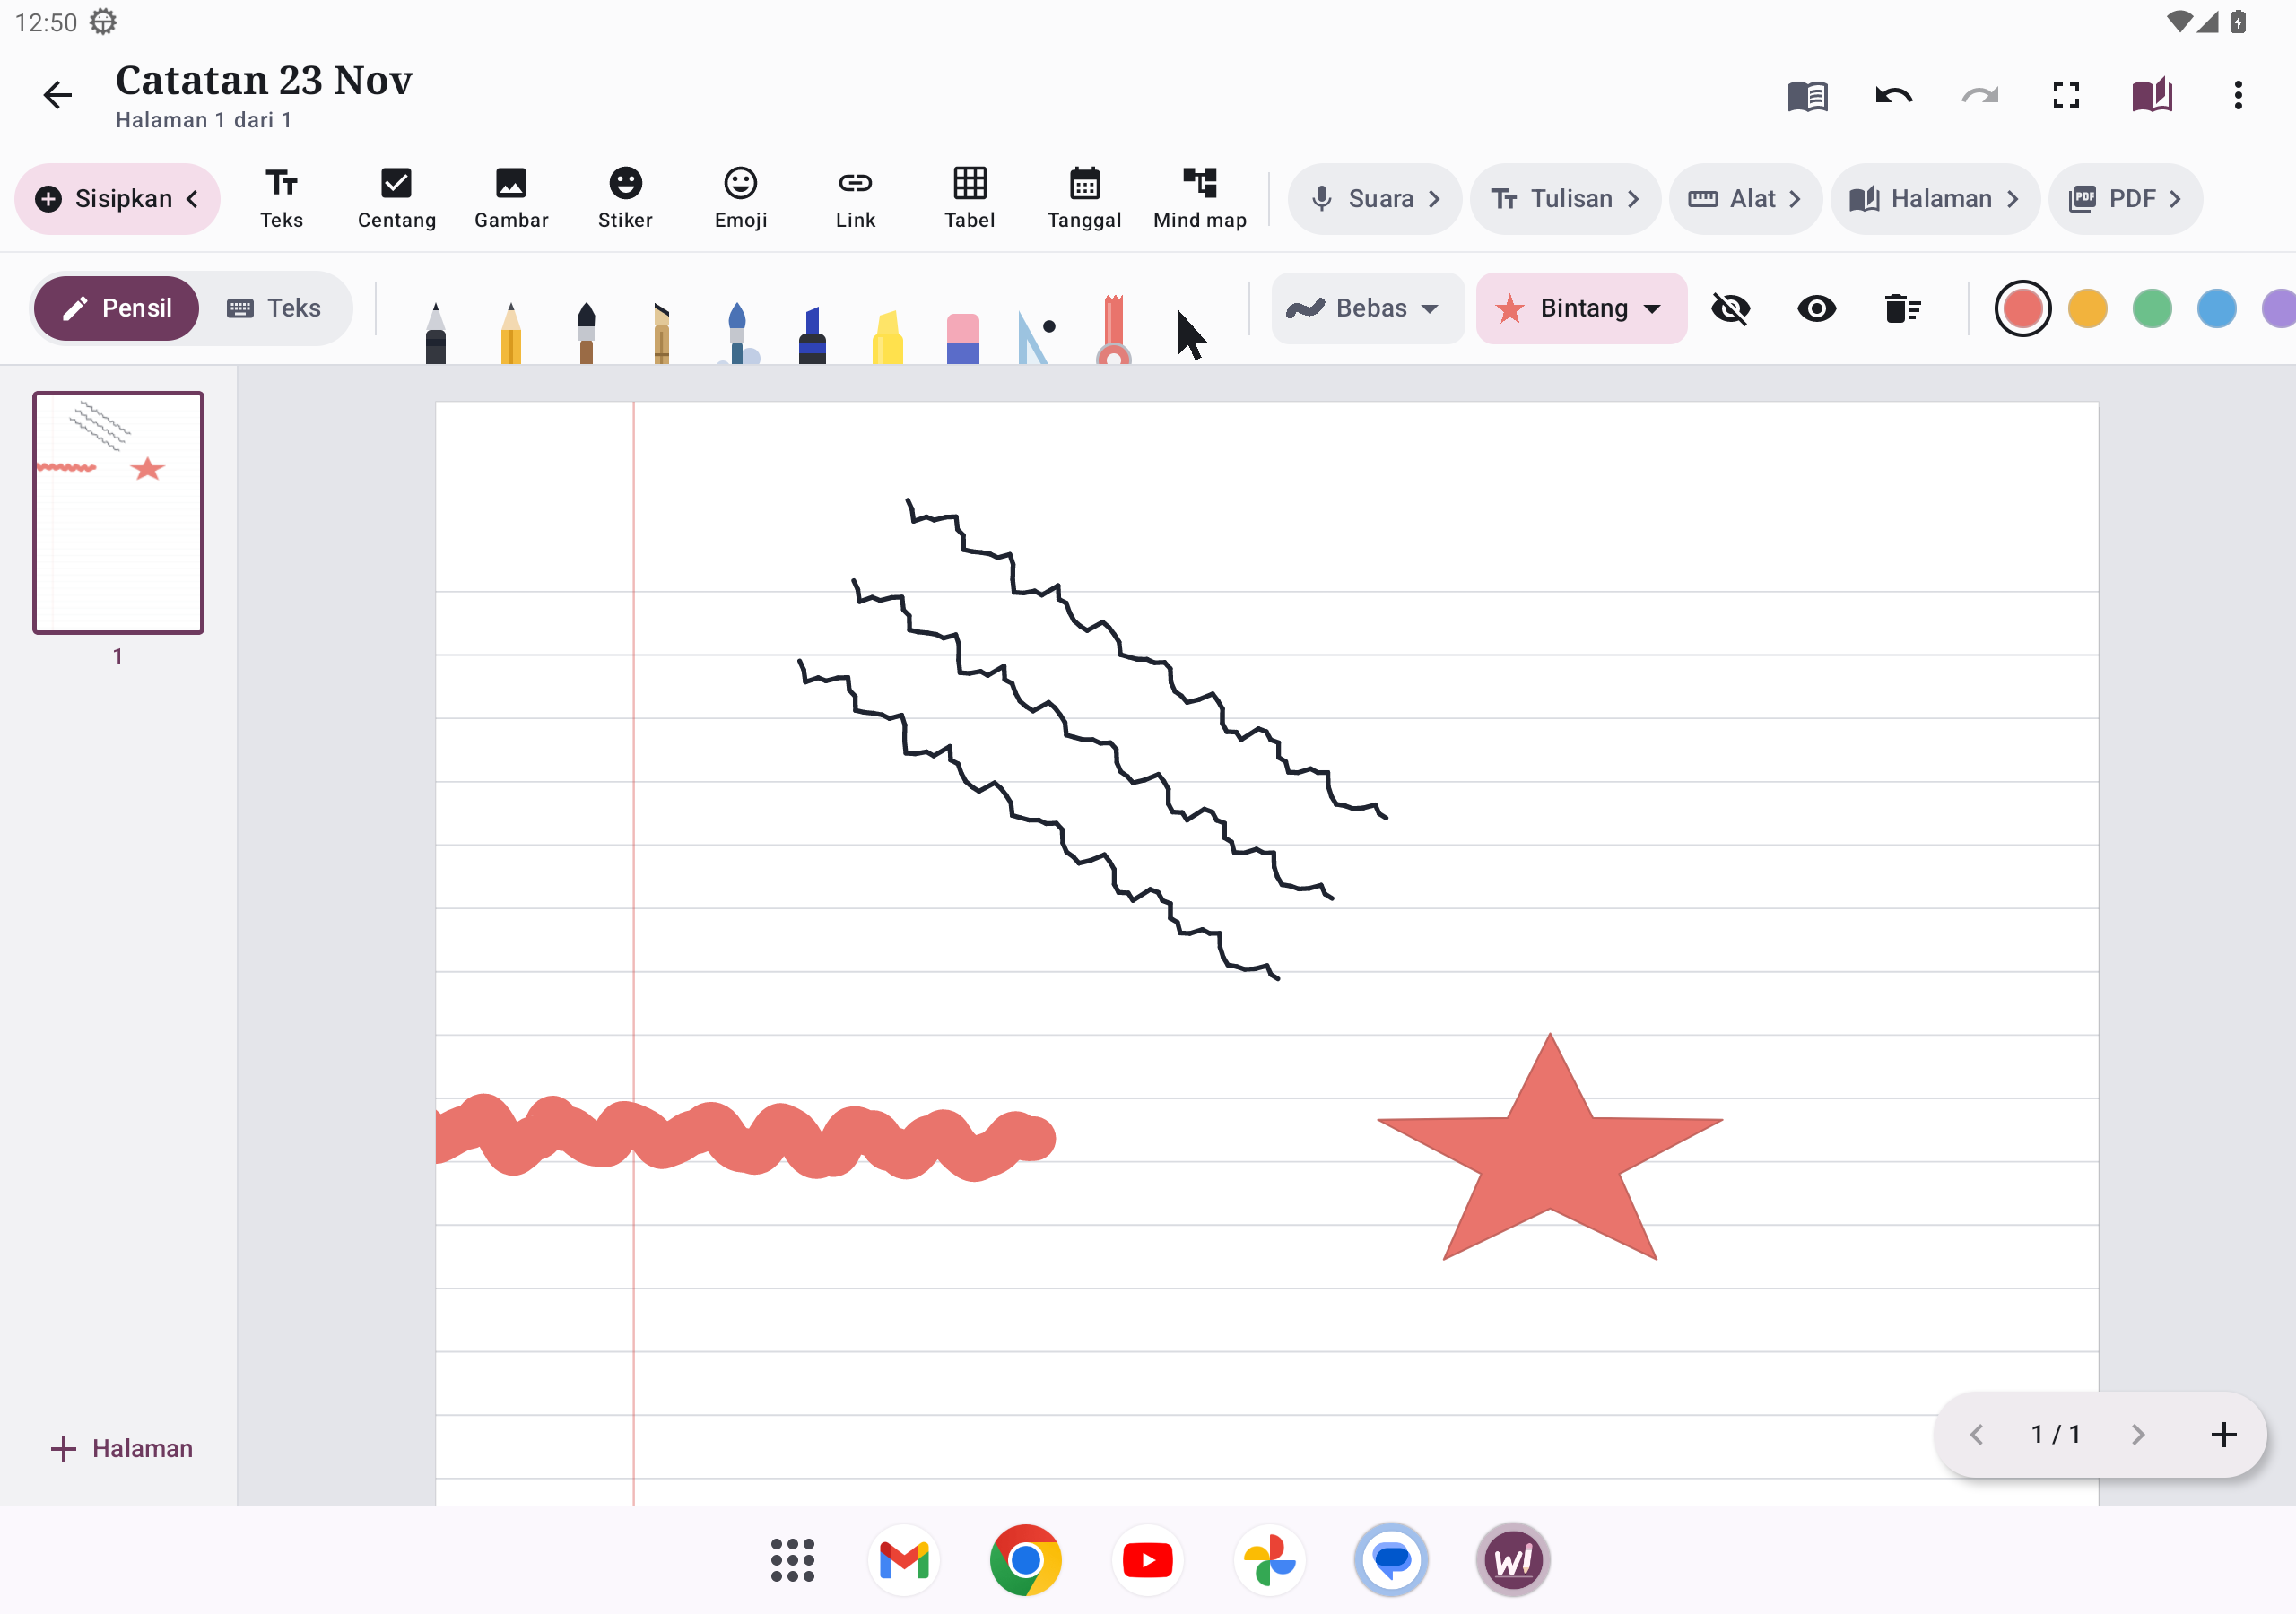 12:50
Catatan 23 Nov
Halaman 1 dari 1
Sisipkan
Teks
Centang
Gambar
Stiker
Emoji
Link
Tabel
Tanggal
Mind map
Suara
Tulisan
Alat
Halaman
PDF
PDF
Pensil
Teks
Bebas
Bintang
1
Halaman
1 / 1